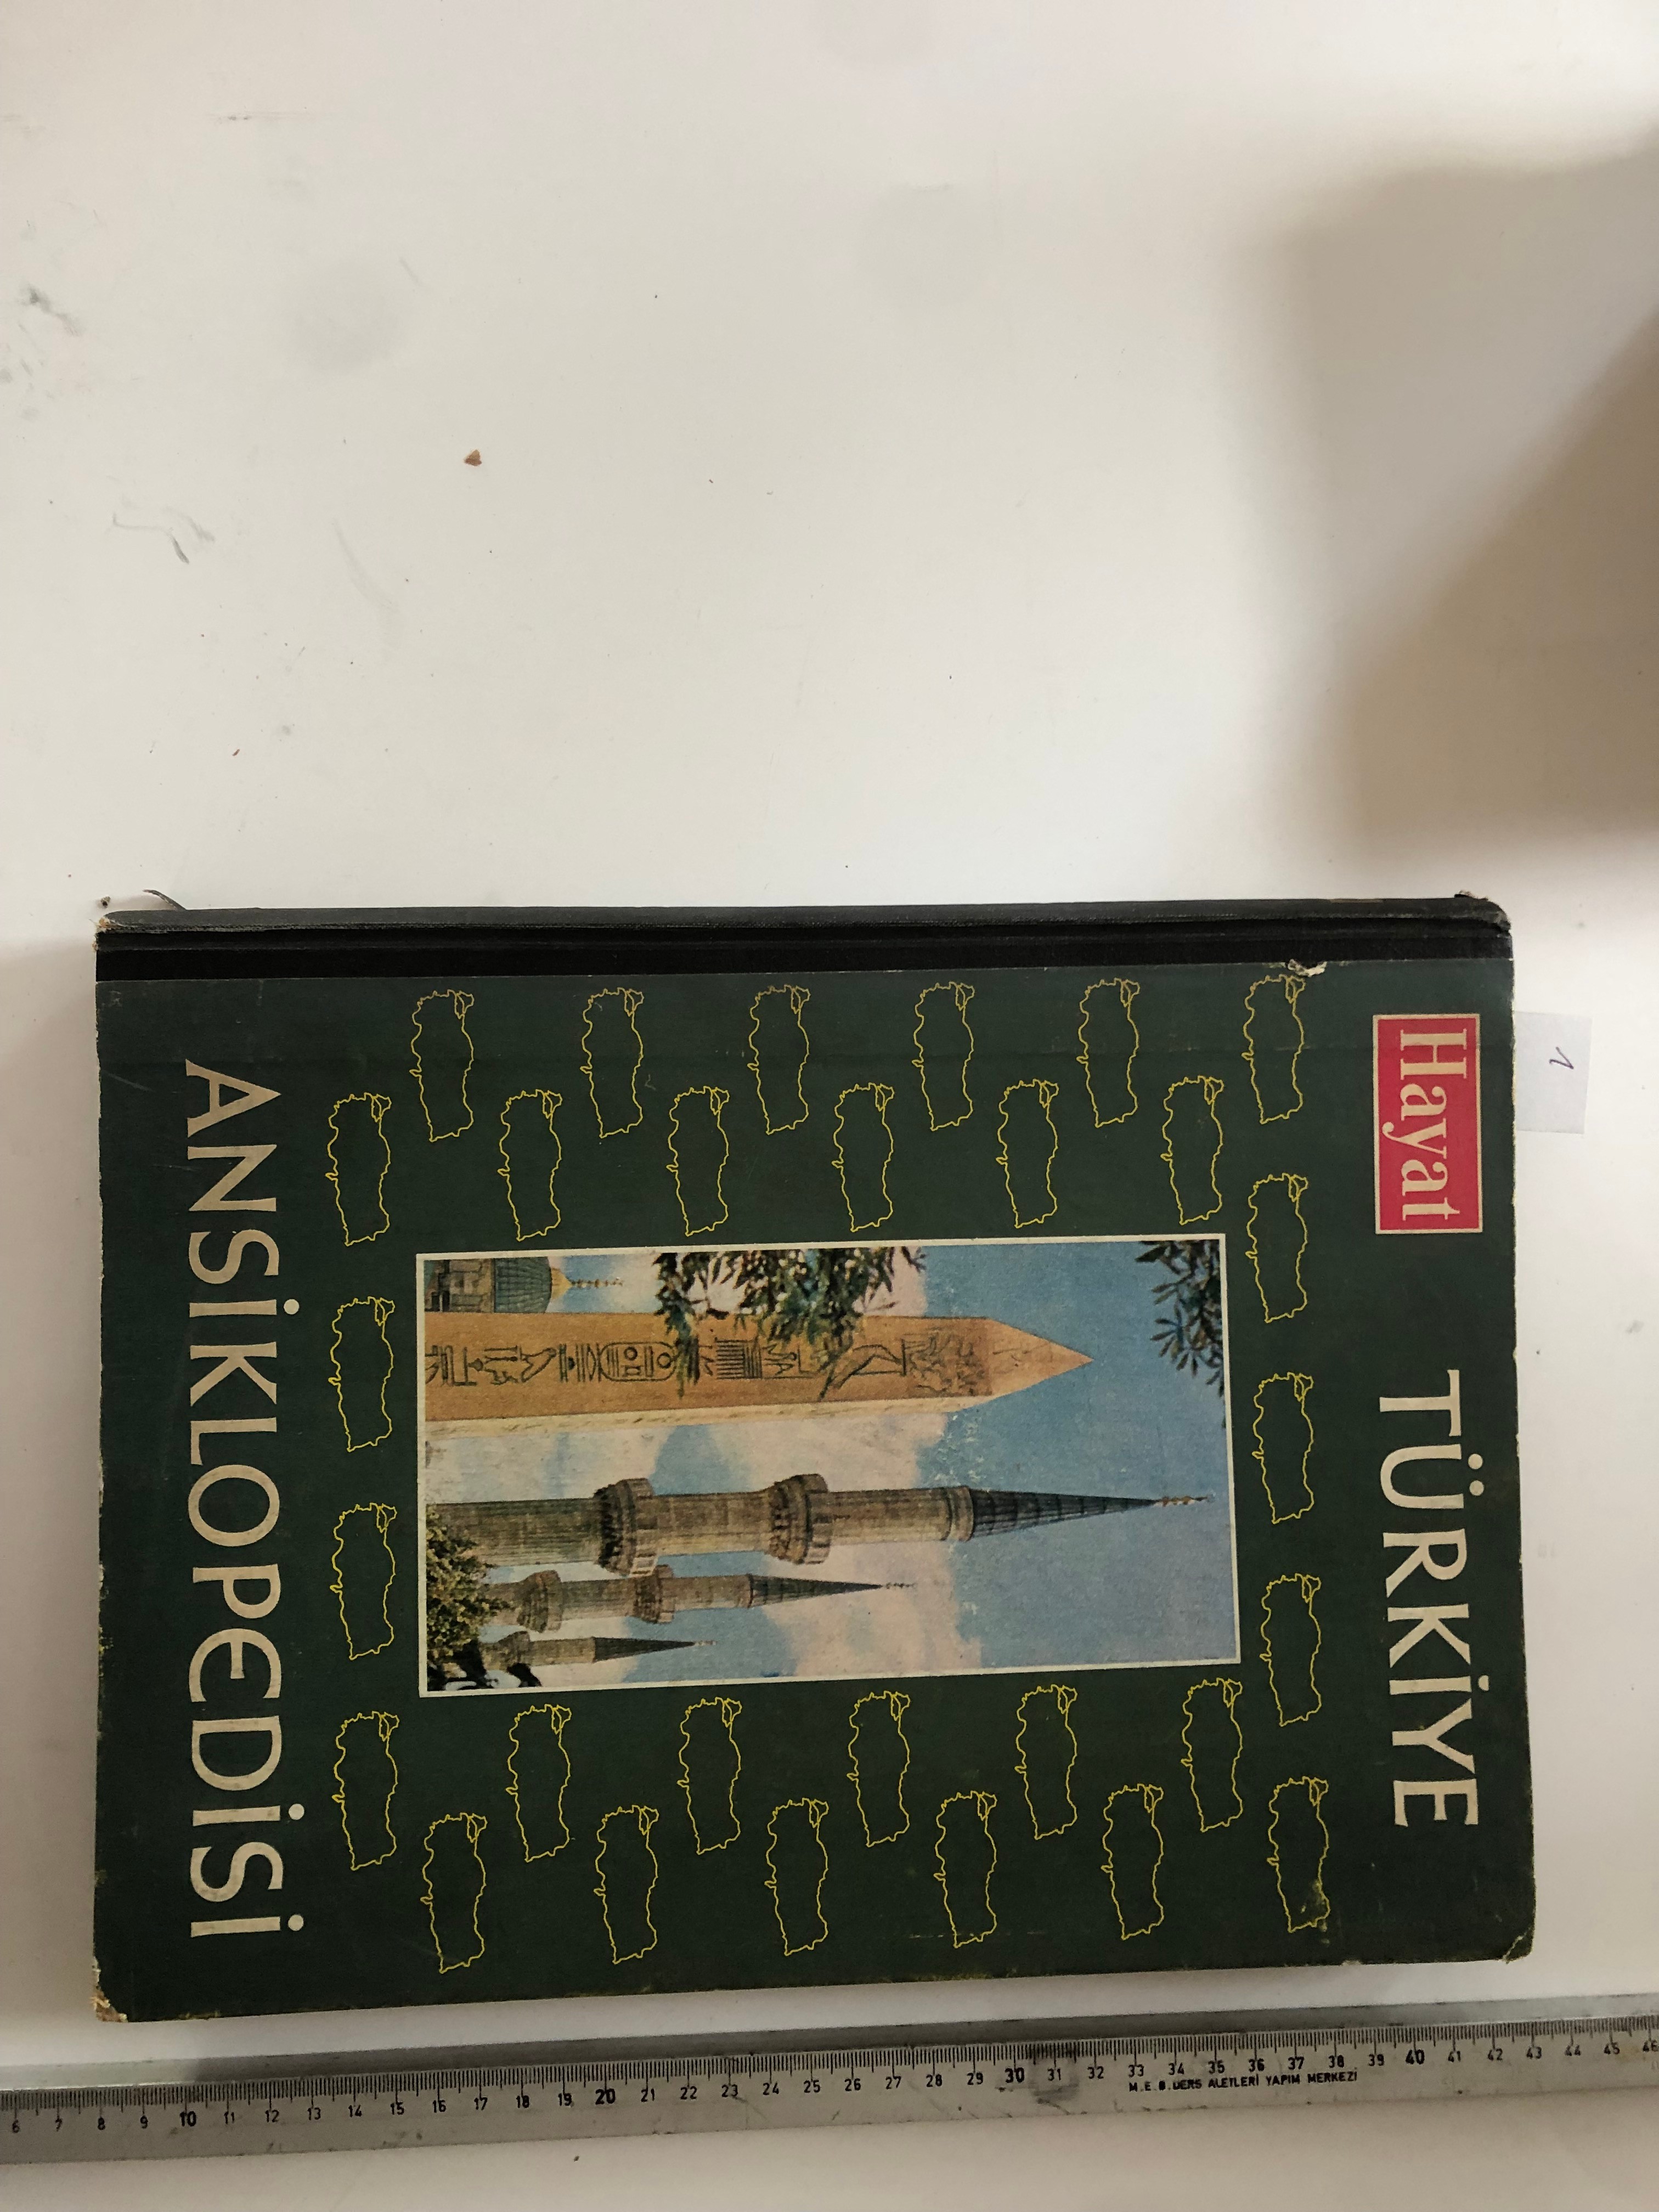 Hayat
TÜRKİYE
ANSİKLOPEDİSİ
1
6 7 8 9 10 11 12 13 14 15 16 17 18 19 20 21 22 23 24 25 26 27 28 29 30 31 32 33 34 35 36 37 38 39 40 41 42 43 44 45 46
M.E.B. DERS ALETLERİ YAPIM MERKEZİ